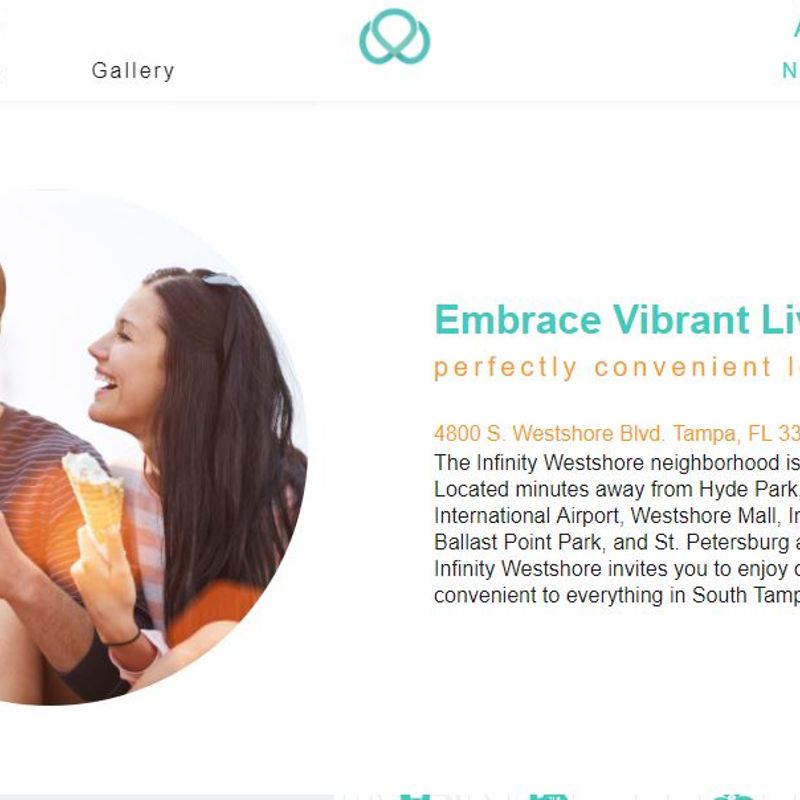 Gallery
N
Embrace Vibrant Liv
perfectly convenient l
4800 S. Westshore Blvd. Tampa, FL 33
The Infinity Westshore neighborhood is
Located minutes away from Hyde Park,
International Airport, Westshore Mall, In
Ballast Point Park, and St. Petersburg a
Infinity Westshore invites you to enjoy
convenient to everything in South Tamp